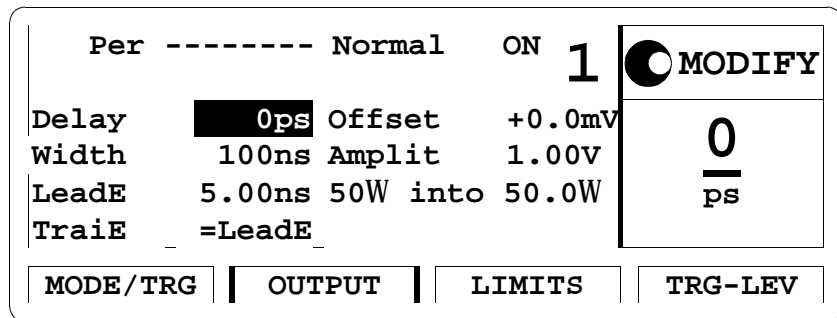 Per -------- Normal ON 1 MODIFY
Delay 0ps Offset +0.0mV 0
Width 100ns Amplit 1.00V
LeadE 5.00ns 50W into 50.0W ps
TraiE =LeadE
MODE/TRG OUTPUT LIMITS TRG-LEV